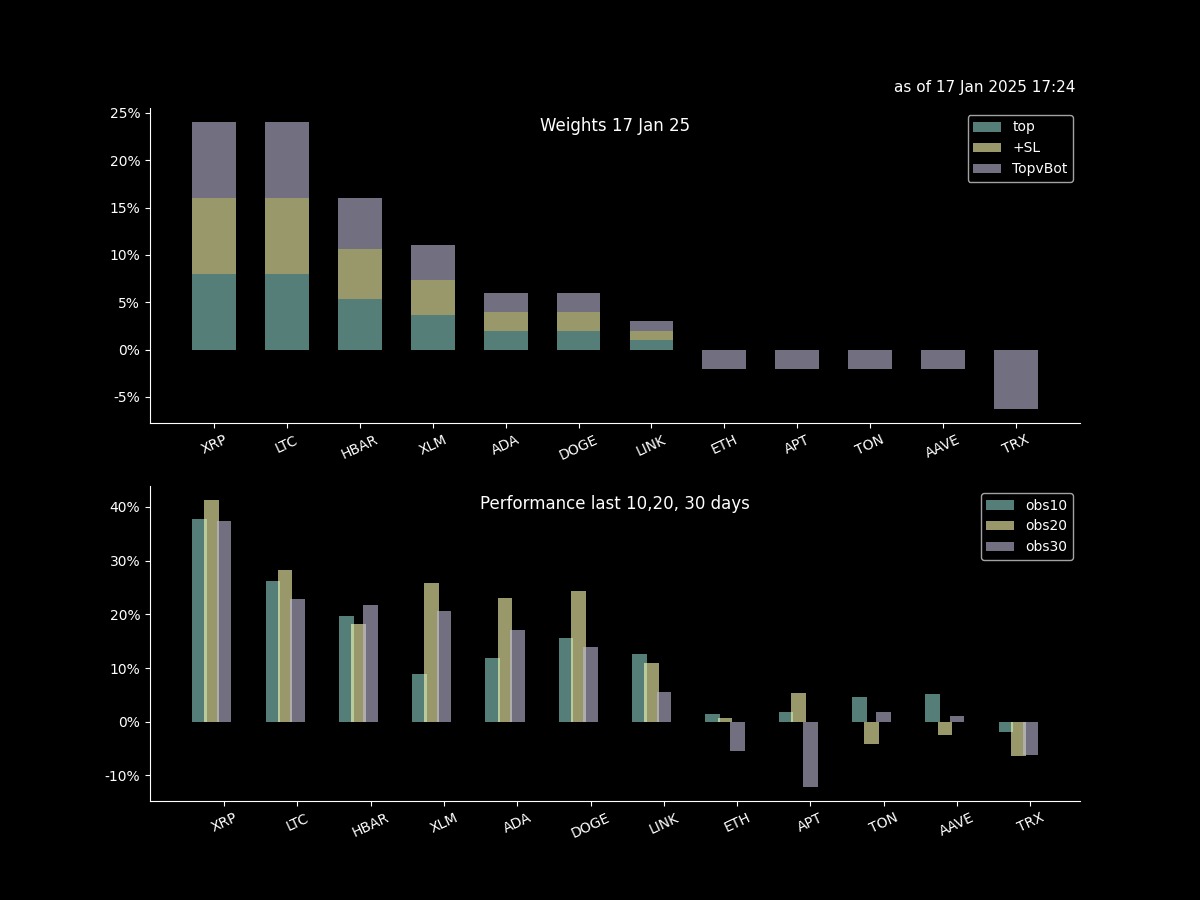 as of 17 Jan 2025 17:24
Weights 17 Jan 25
25%
20%
15%
10%
5%
0%
-5%
top
+SL
TopvBot
XRP LTC HBAR XLM ADA DOGE LINK ETH APT TON AAVE TRX
Performance last 10,20, 30 days
40%
30%
20%
10%
0%
-10%
obs10
obs20
obs30
XRP LTC HBAR XLM ADA DOGE LINK ETH APT TON AAVE TRX